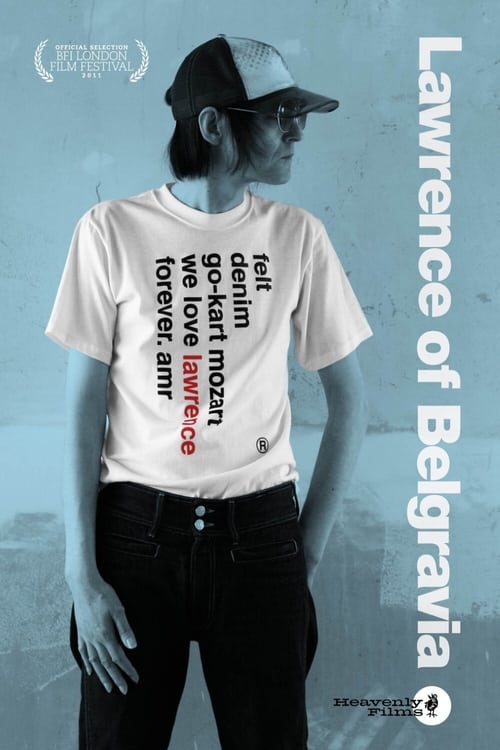 OFFICIAL SELECTION
BFI LONDON
FILM FESTIVAL
2011
Lawrence of Belgravia
felt
denim
go-kart mozart
we love lawrence
forever. amr
®
Heavenly
Films